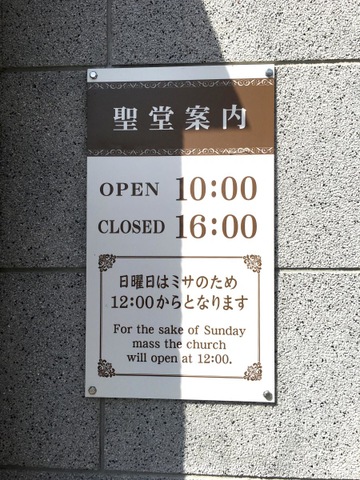 聖堂案内
OPEN 10:00
CLOSED 16:00
日曜日はミサのため
12:00からとなります
For the sake of Sunday
mass the church
will open at 12:00.